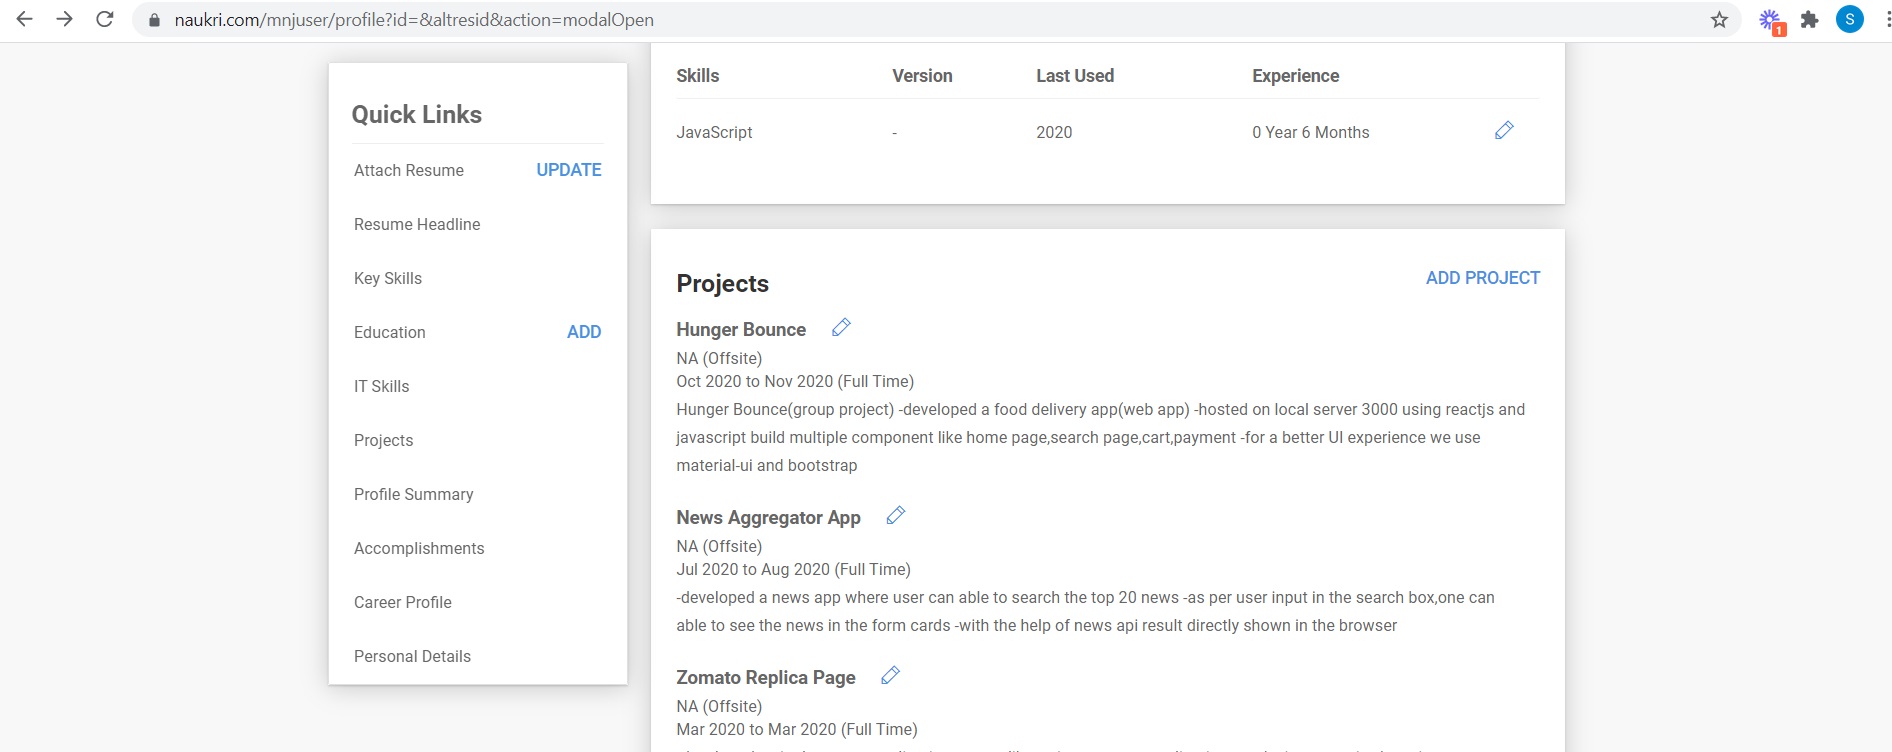 naukri.com/mnjuser/profile?id=&altresid&action=modalOpen
1
S
Quick Links
Attach Resume UPDATE
Resume Headline
Key Skills
Education ADD
IT Skills
Projects
Profile Summary
Accomplishments
Career Profile
Personal Details
Skills Version Last Used Experience
JavaScript - 2020 0 Year 6 Months
Projects ADD PROJECT
Hunger Bounce
NA (Offsite)
Oct 2020 to Nov 2020 (Full Time)
Hunger Bounce(group project) -developed a food delivery app(web app) -hosted on local server 3000 using reactjs and
javascript build multiple component like home page,search page,cart,payment -for a better UI experience we use
material-ui and bootstrap
News Aggregator App
NA (Offsite)
Jul 2020 to Aug 2020 (Full Time)
-developed a news app where user can able to search the top 20 news -as per user input in the search box,one can
able to see the news in the form cards -with the help of news api result directly shown in the browser
Zomato Replica Page
NA (Offsite)
Mar 2020 to Mar 2020 (Full Time)